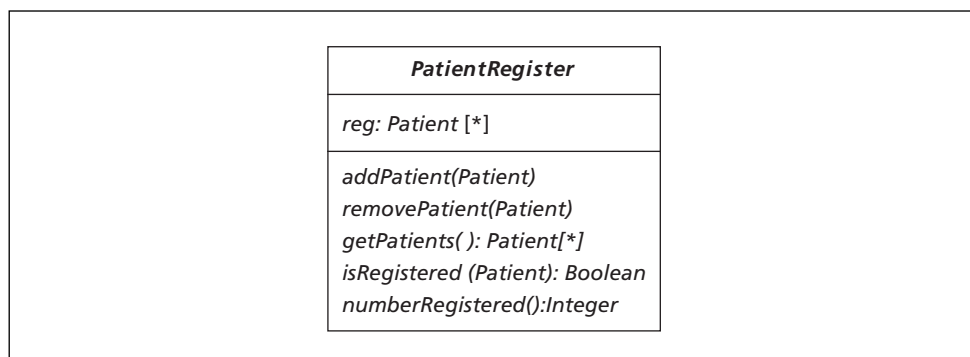 PatientRegister
reg: Patient [*]
addPatient(Patient)
removePatient(Patient)
getPatients( ): Patient[*]
isRegistered (Patient): Boolean
numberRegistered():Integer